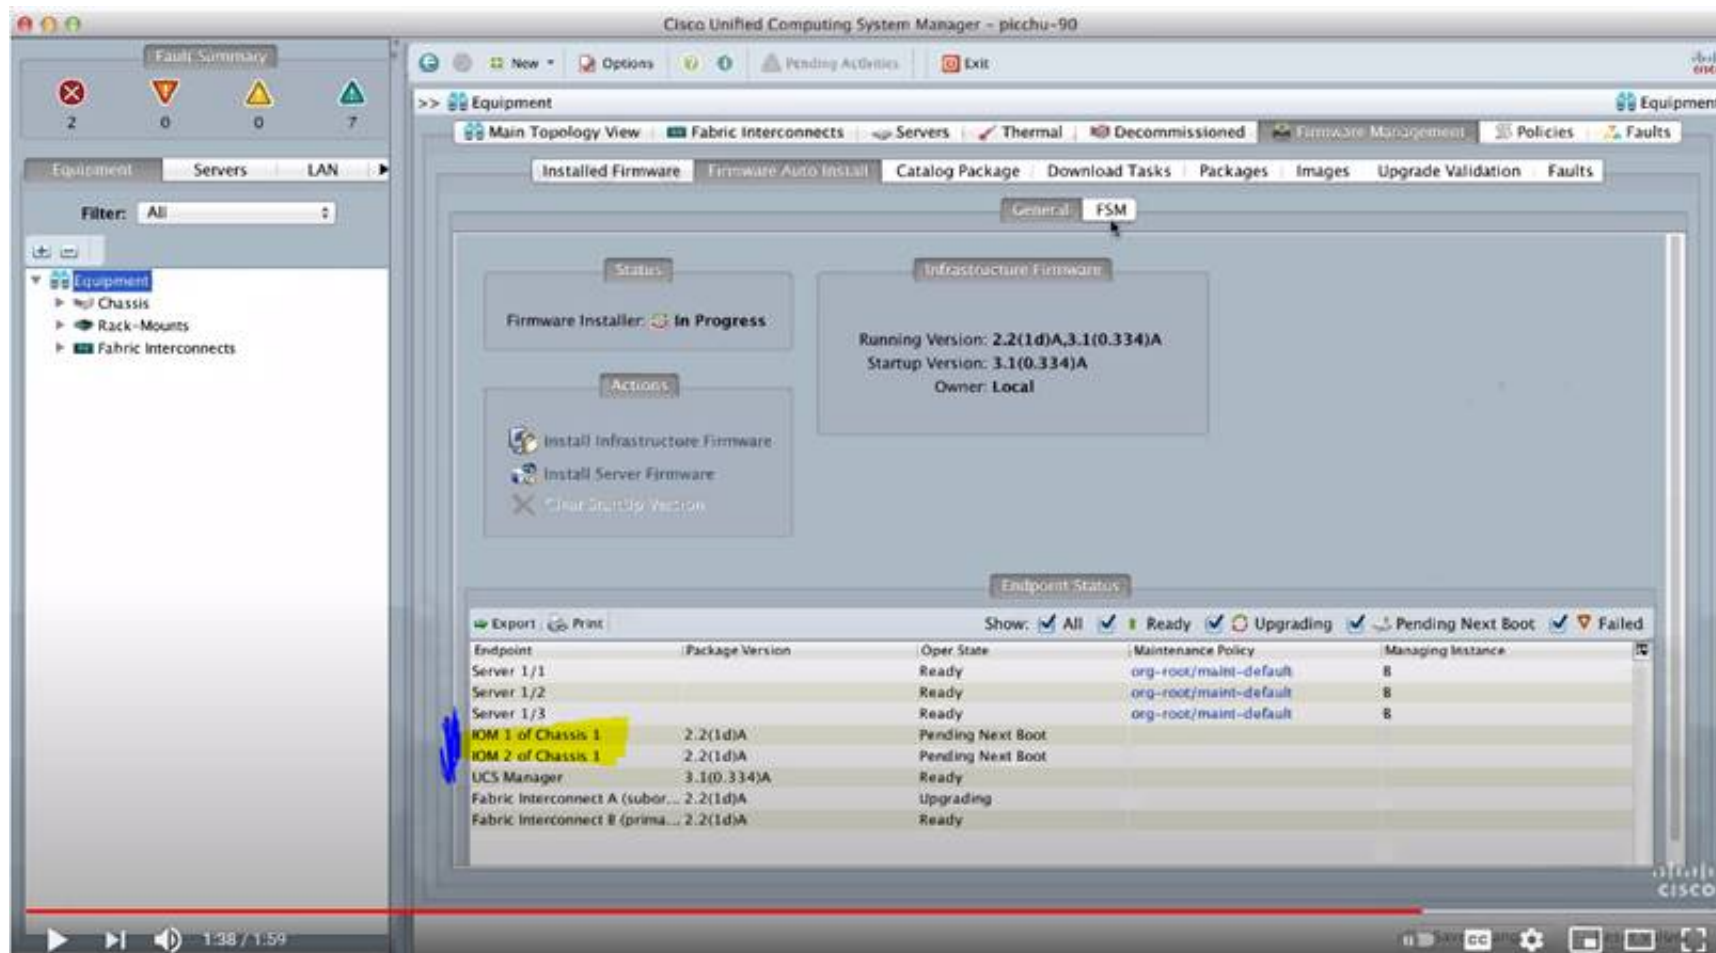 Cisco Unified Computing System Manager - picchu-90
Fault Summary
2 0 0 7
New Options Pending Activities Exit
>> Equipment Equipment
Main Topology View Fabric Interconnects Servers Thermal Decommissioned Firmware Management Policies Faults
Equipment Servers LAN
Installed Firmware Firmware Auto Install Catalog Package Download Tasks Packages Images Upgrade Validation Faults
Filter: All
General FSM
Equipment
Chassis
Rack-Mounts
Fabric Interconnects
Status
Firmware Installer: In Progress
Infrastructure Firmware
Running Version: 2.2(1d)A,3.1(0.334)A
Startup Version: 3.1(0.334)A
Owner: Local
Actions
Install Infrastructure Firmware
Install Server Firmware
Clear StartUp Version
Endpoint Status
Export Print Show: All Ready Upgrading Pending Next Boot Failed
Endpoint Package Version Oper State Maintenance Policy Managing Instance
Server 1/1 Ready org-root/maint-default B
Server 1/2 Ready org-root/maint-default B
Server 1/3 Ready org-root/maint-default B
IOM 1 of Chassis 1 2.2(1d)A Pending Next Boot
IOM 2 of Chassis 1 2.2(1d)A Pending Next Boot
UCS Manager 3.1(0.334)A Ready
Fabric Interconnect A (subor... 2.2(1d)A Upgrading
Fabric Interconnect B (prima... 2.2(1d)A Ready
CISCO
1:38 / 1:59
CC